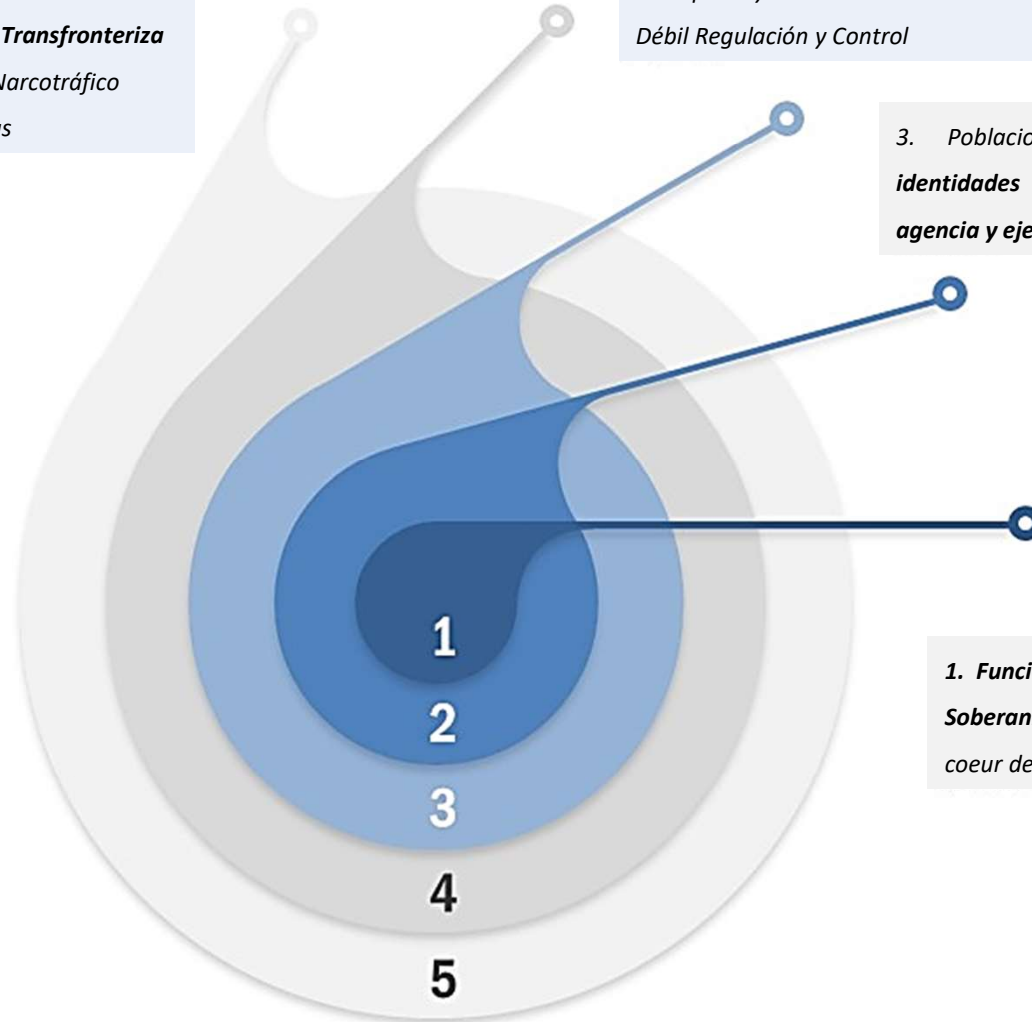 Transfronteriza
Narcotráfico
Débil Regulación y Control
3. Poblacio
identidades
agencia y eje
1. Funci
Soberan
coeur de
1
2
3
4
5